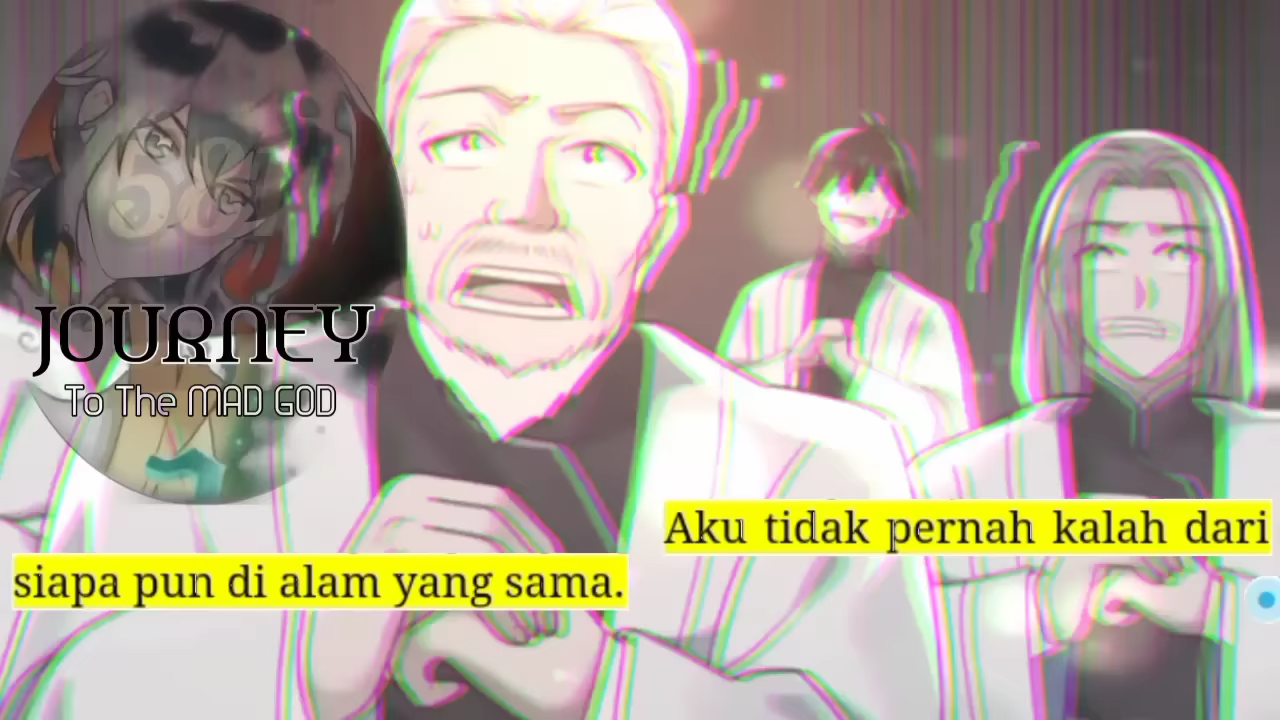 JOURNEY
To The MAD GOD
Aku tidak pernah kalah dari
siapa pun di alam yang sama.